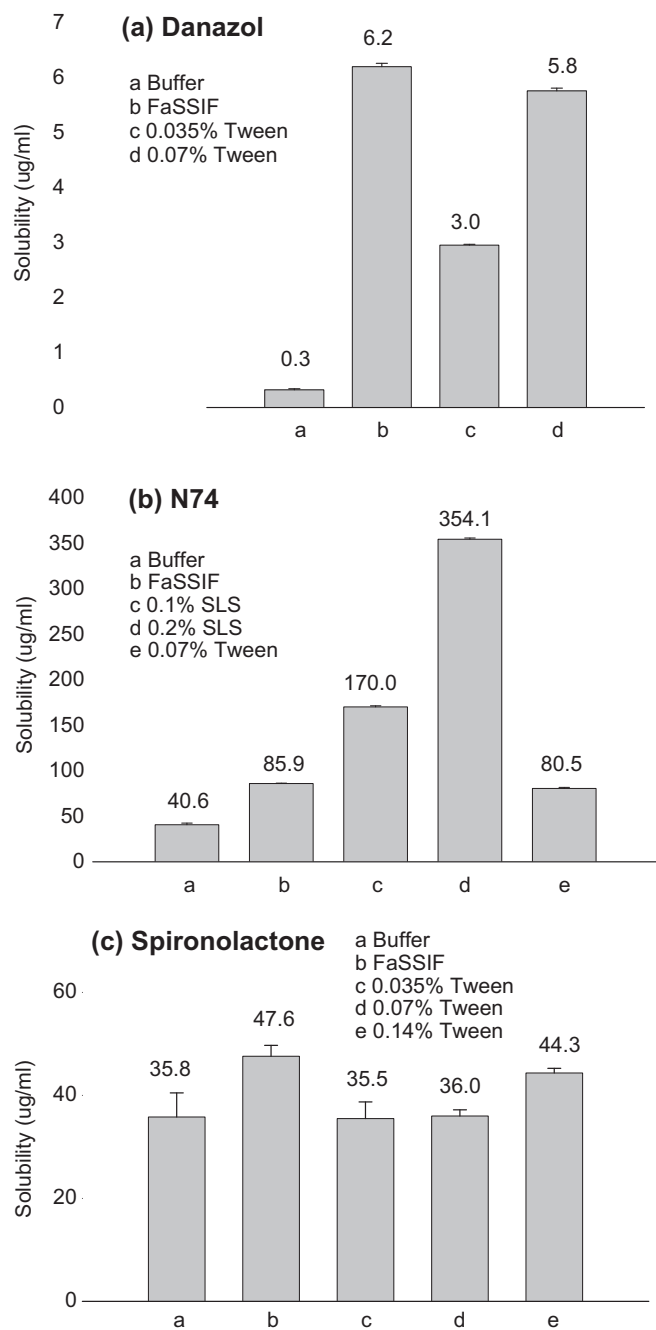 (a) Danazol
a Buffer
b FaSSIF
c 0.035% Tween
d 0.07% Tween
Solubility (ug/ml)
7
6
5
4
3
2
1
0
0.3
6.2
3.0
5.8
a b c d
(b) N74
a Buffer
b FaSSIF
c 0.1% SLS
d 0.2% SLS
e 0.07% Tween
Solubility (ug/ml)
400
350
300
250
200
150
100
50
0
40.6
85.9
170.0
354.1
80.5
a b c d e
(c) Spironolactone
a Buffer
b FaSSIF
c 0.035% Tween
d 0.07% Tween
e 0.14% Tween
Solubility (ug/ml)
60
40
20
0
35.8
47.6
35.5
36.0
44.3
a b c d e